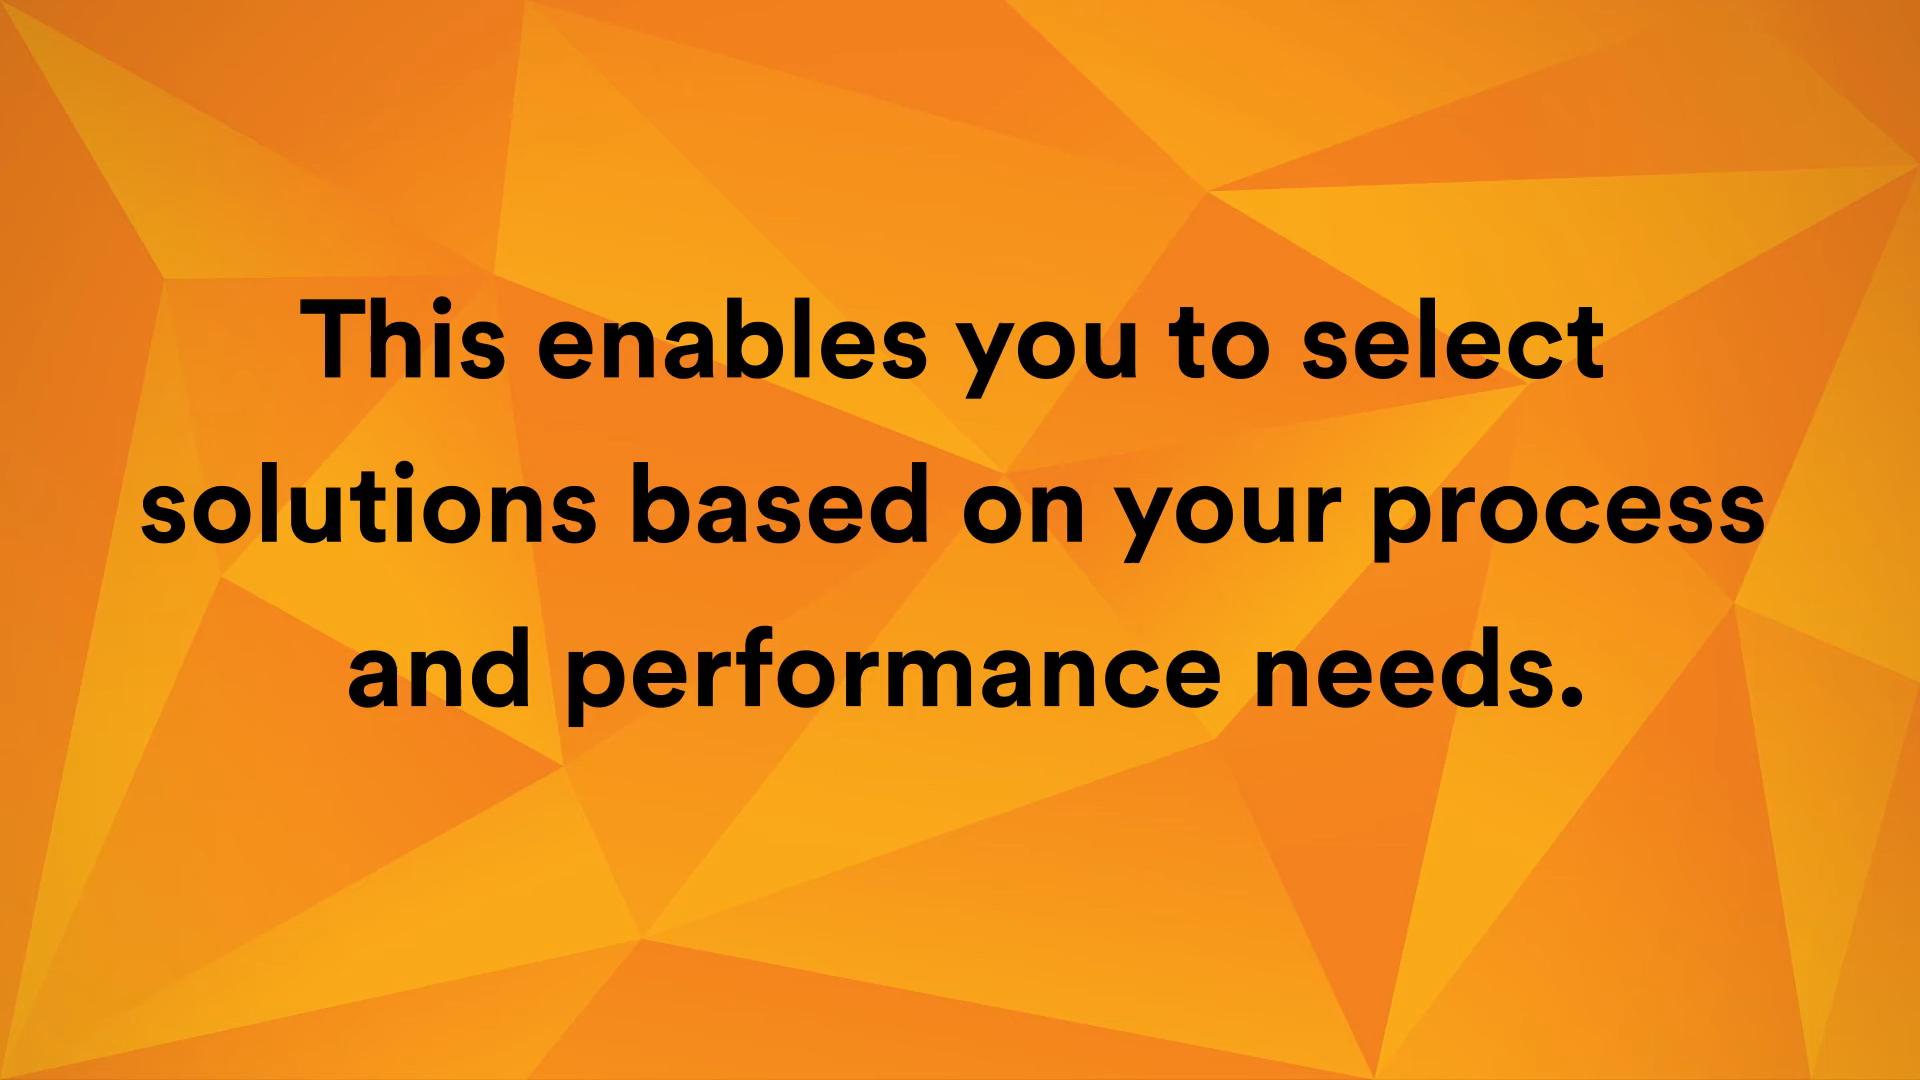 This enables you to select
solutions based on your process
and performance needs.